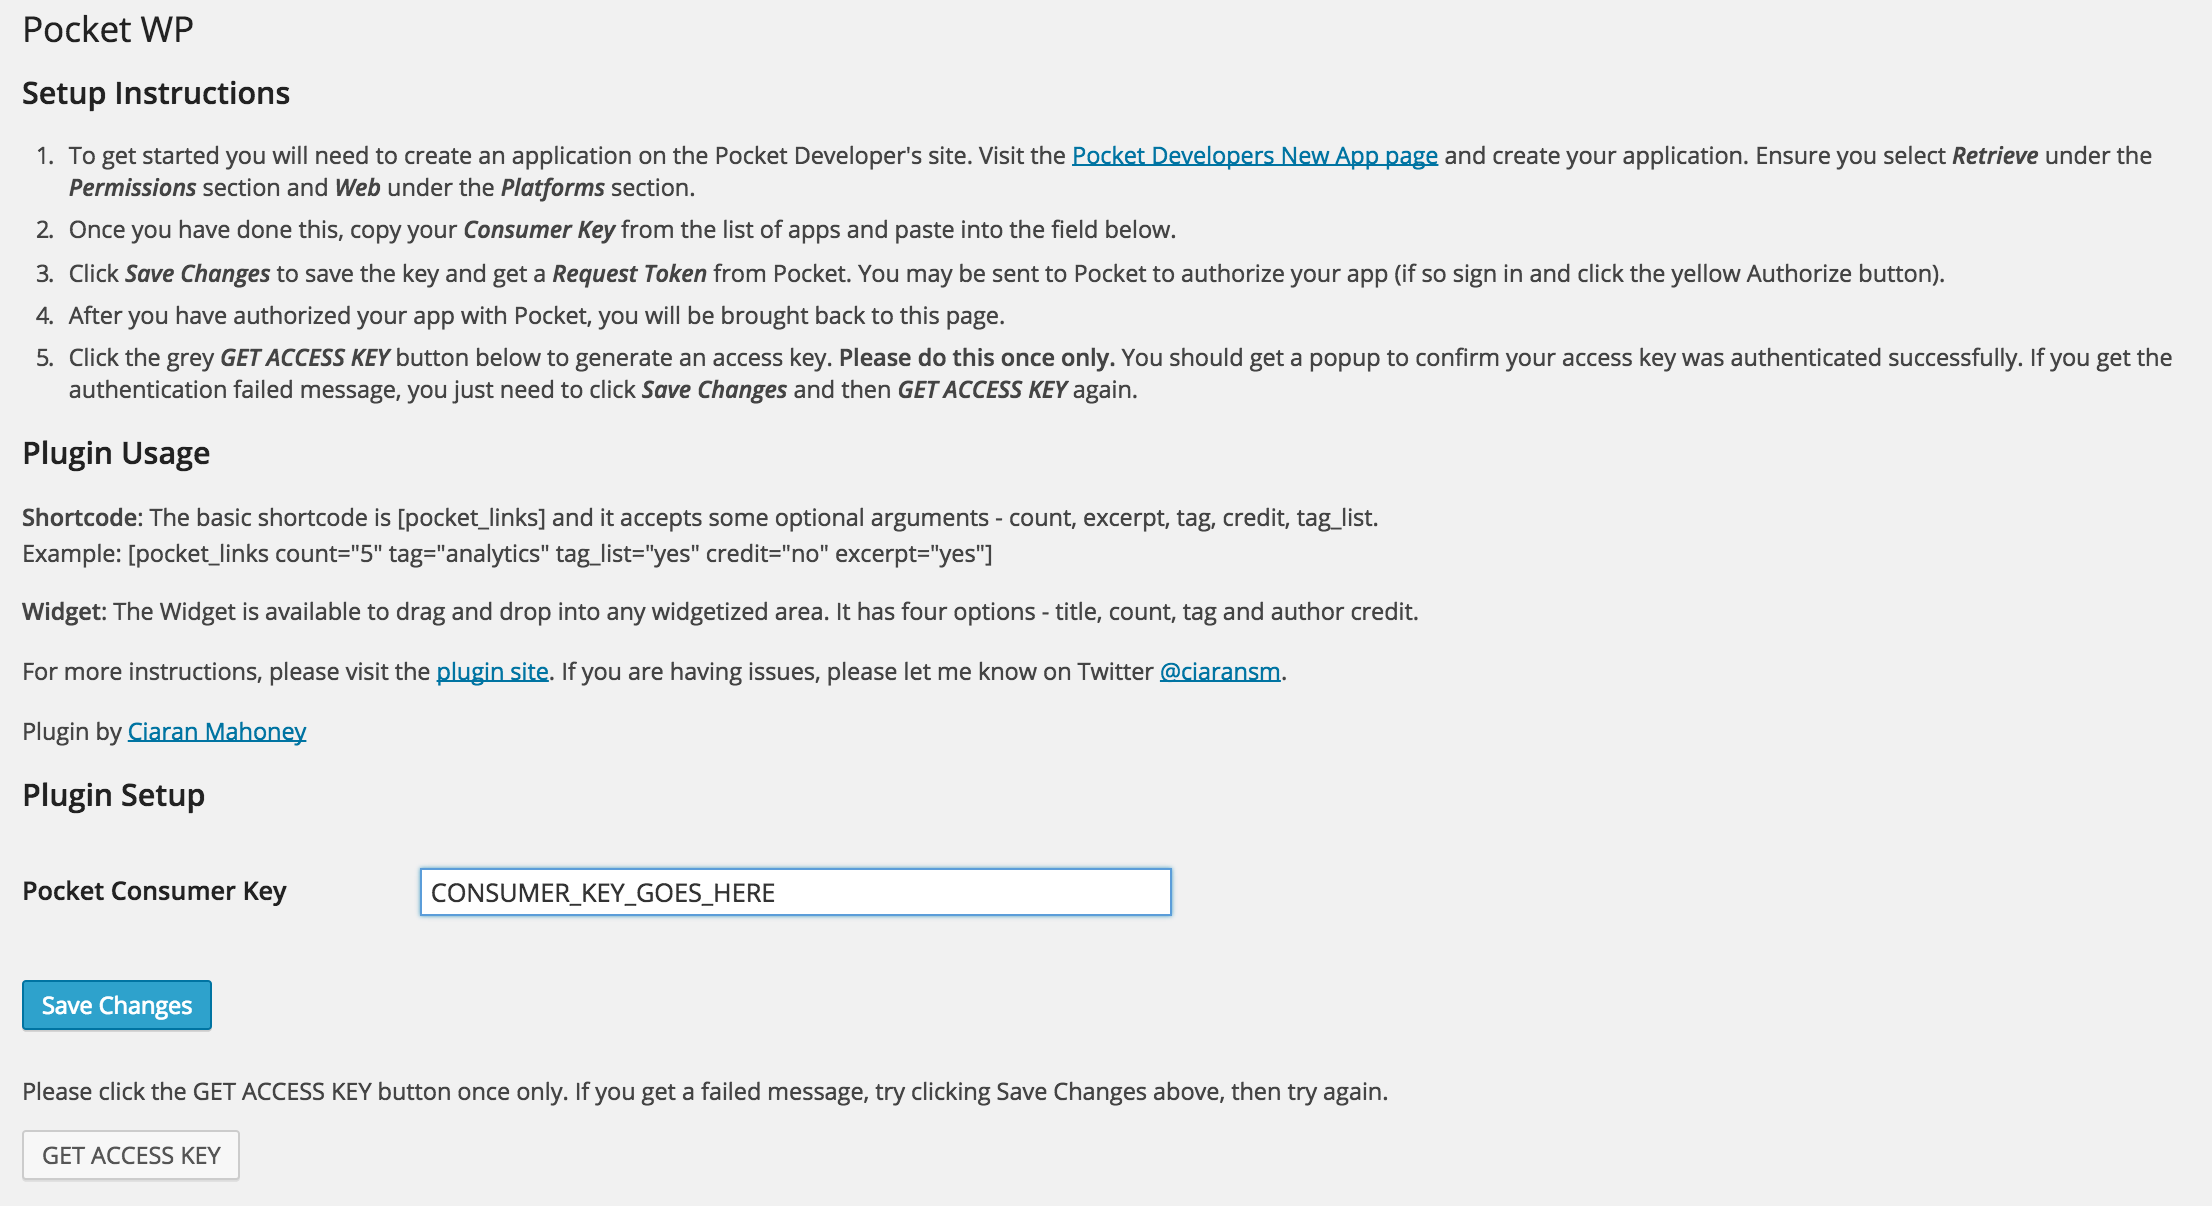 Pocket WP
Setup Instructions
1. To get started you will need to create an application on the Pocket Developer's site. Visit the Pocket Developers New App page and create your application. Ensure you select Retrieve under the
Permissions section and Web under the Platforms section.
2. Once you have done this, copy your Consumer Key from the list of apps and paste into the field below.
3. Click Save Changes to save the key and get a Request Token from Pocket. You may be sent to Pocket to authorize your app (if so sign in and click the yellow Authorize button).
4. After you have authorized your app with Pocket, you will be brought back to this page.
5. Click the grey GET ACCESS KEY button below to generate an access key. Please do this once only. You should get a popup to confirm your access key was authenticated successfully. If you get the
authentication failed message, you just need to click Save Changes and then GET ACCESS KEY again.
Plugin Usage
Shortcode: The basic shortcode is [pocket_links] and it accepts some optional arguments - count, excerpt, tag, credit, tag_list.
Example: [pocket_links count="5" tag="analytics" tag_list="yes" credit="no" excerpt="yes"]
Widget: The Widget is available to drag and drop into any widgetized area. It has four options - title, count, tag and author credit.
For more instructions, please visit the plugin site. If you are having issues, please let me know on Twitter @ciaransm.
Plugin by Ciaran Mahoney
Plugin Setup
Pocket Consumer Key CONSUMER_KEY_GOES_HERE
Save Changes
Please click the GET ACCESS KEY button once only. If you get a failed message, try clicking Save Changes above, then try again.
GET ACCESS KEY